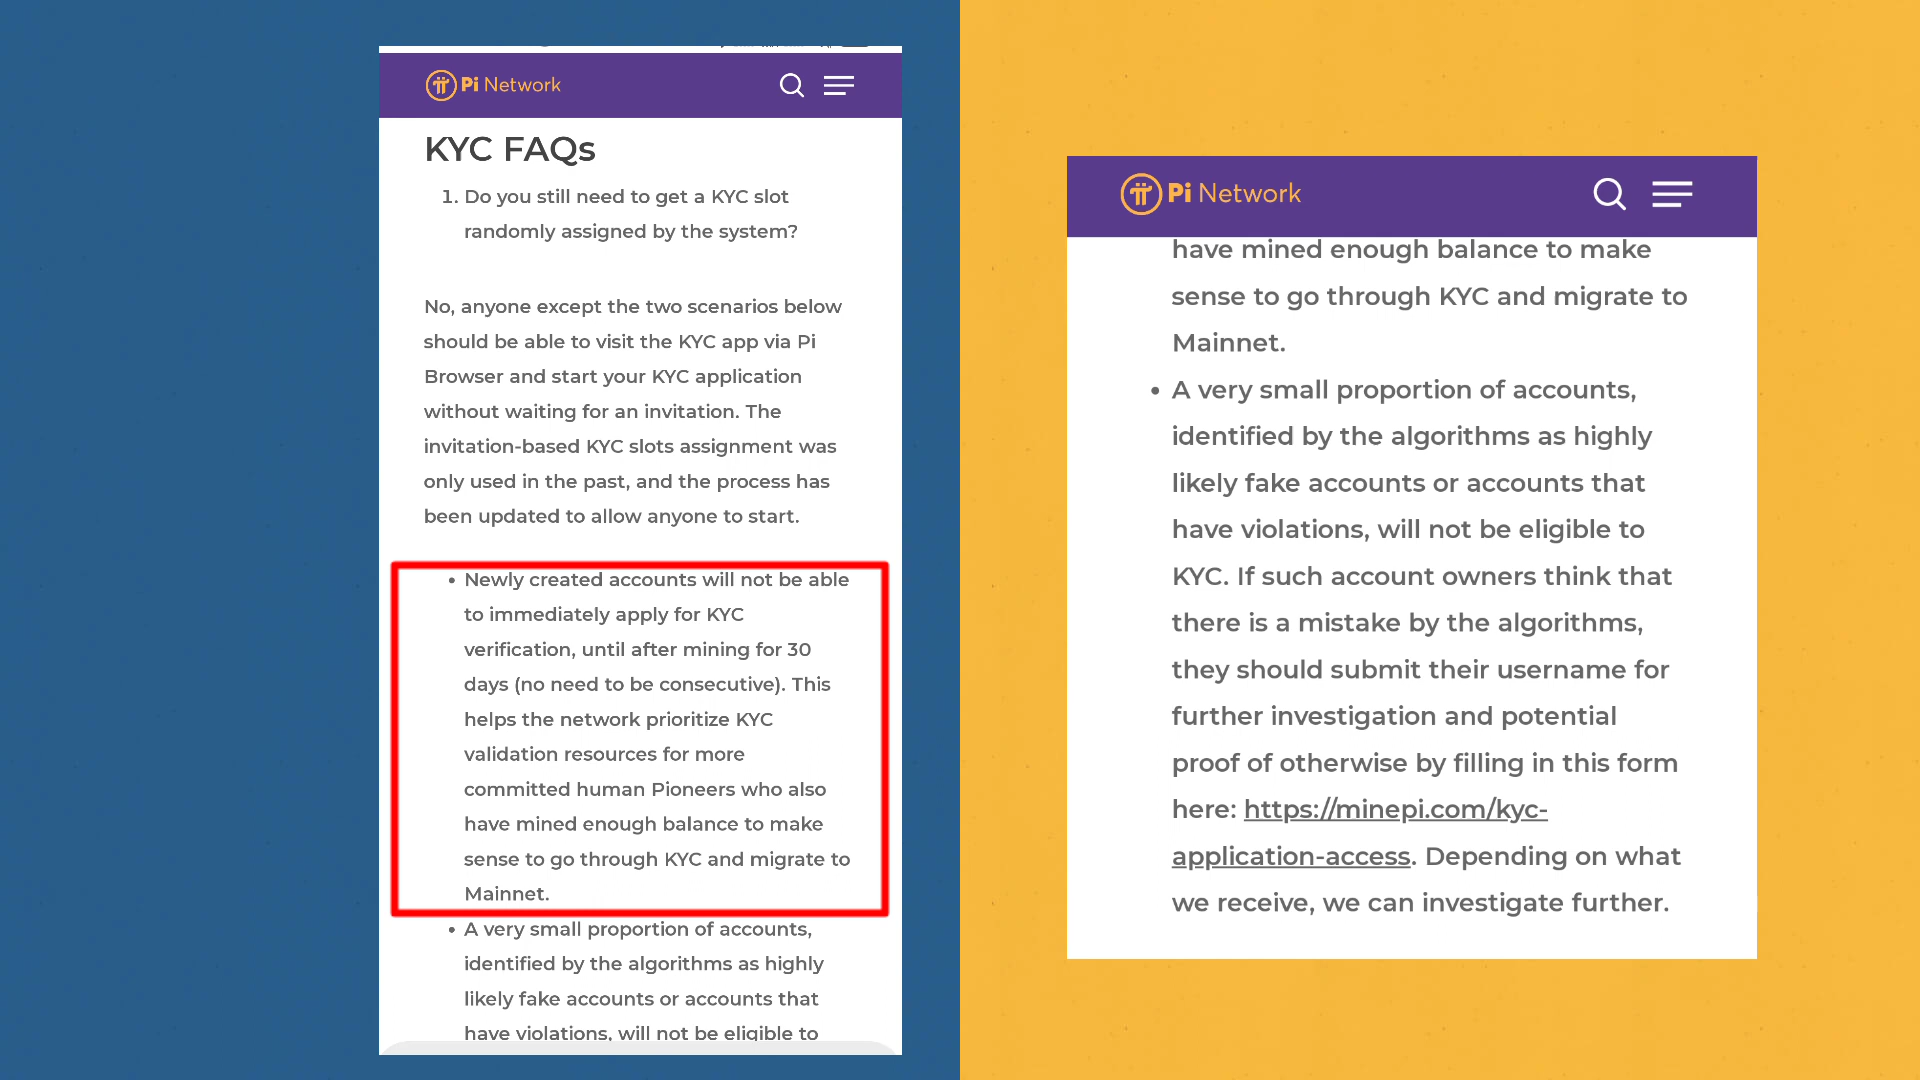 Pi Network
KYC FAQs
1. Do you still need to get a KYC slot
randomly assigned by the system?
No, anyone except the two scenarios below
should be able to visit the KYC app via Pi
Browser and start your KYC application
without waiting for an invitation. The
invitation-based KYC slots assignment was
only used in the past, and the process has
been updated to allow anyone to start.
• Newly created accounts will not be able
to immediately apply for KYC
verification, until after mining for 30
days (no need to be consecutive). This
helps the network prioritize KYC
validation resources for more
committed human Pioneers who also
have mined enough balance to make
sense to go through KYC and migrate to
Mainnet.
• A very small proportion of accounts,
identified by the algorithms as highly
likely fake accounts or accounts that
have violations, will not be eligible to
Pi Network
have mined enough balance to make
sense to go through KYC and migrate to
Mainnet.
• A very small proportion of accounts,
identified by the algorithms as highly
likely fake accounts or accounts that
have violations, will not be eligible to
KYC. If such account owners think that
there is a mistake by the algorithms,
they should submit their username for
further investigation and potential
proof of otherwise by filling in this form
here: https://minepi.com/kyc-
application-access. Depending on what
we receive, we can investigate further.